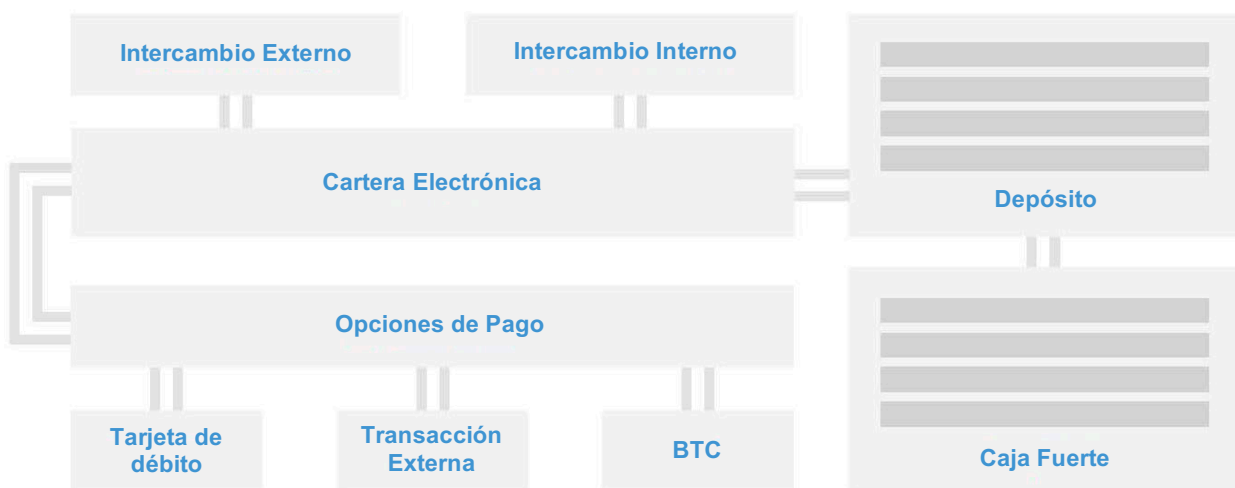 Intercambio Externo
Intercambio Interno
Cartera Electrónica
Depósito
Opciones de Pago
Tarjeta de
débito
Transacción
Externa
BTC
Caja Fuerte